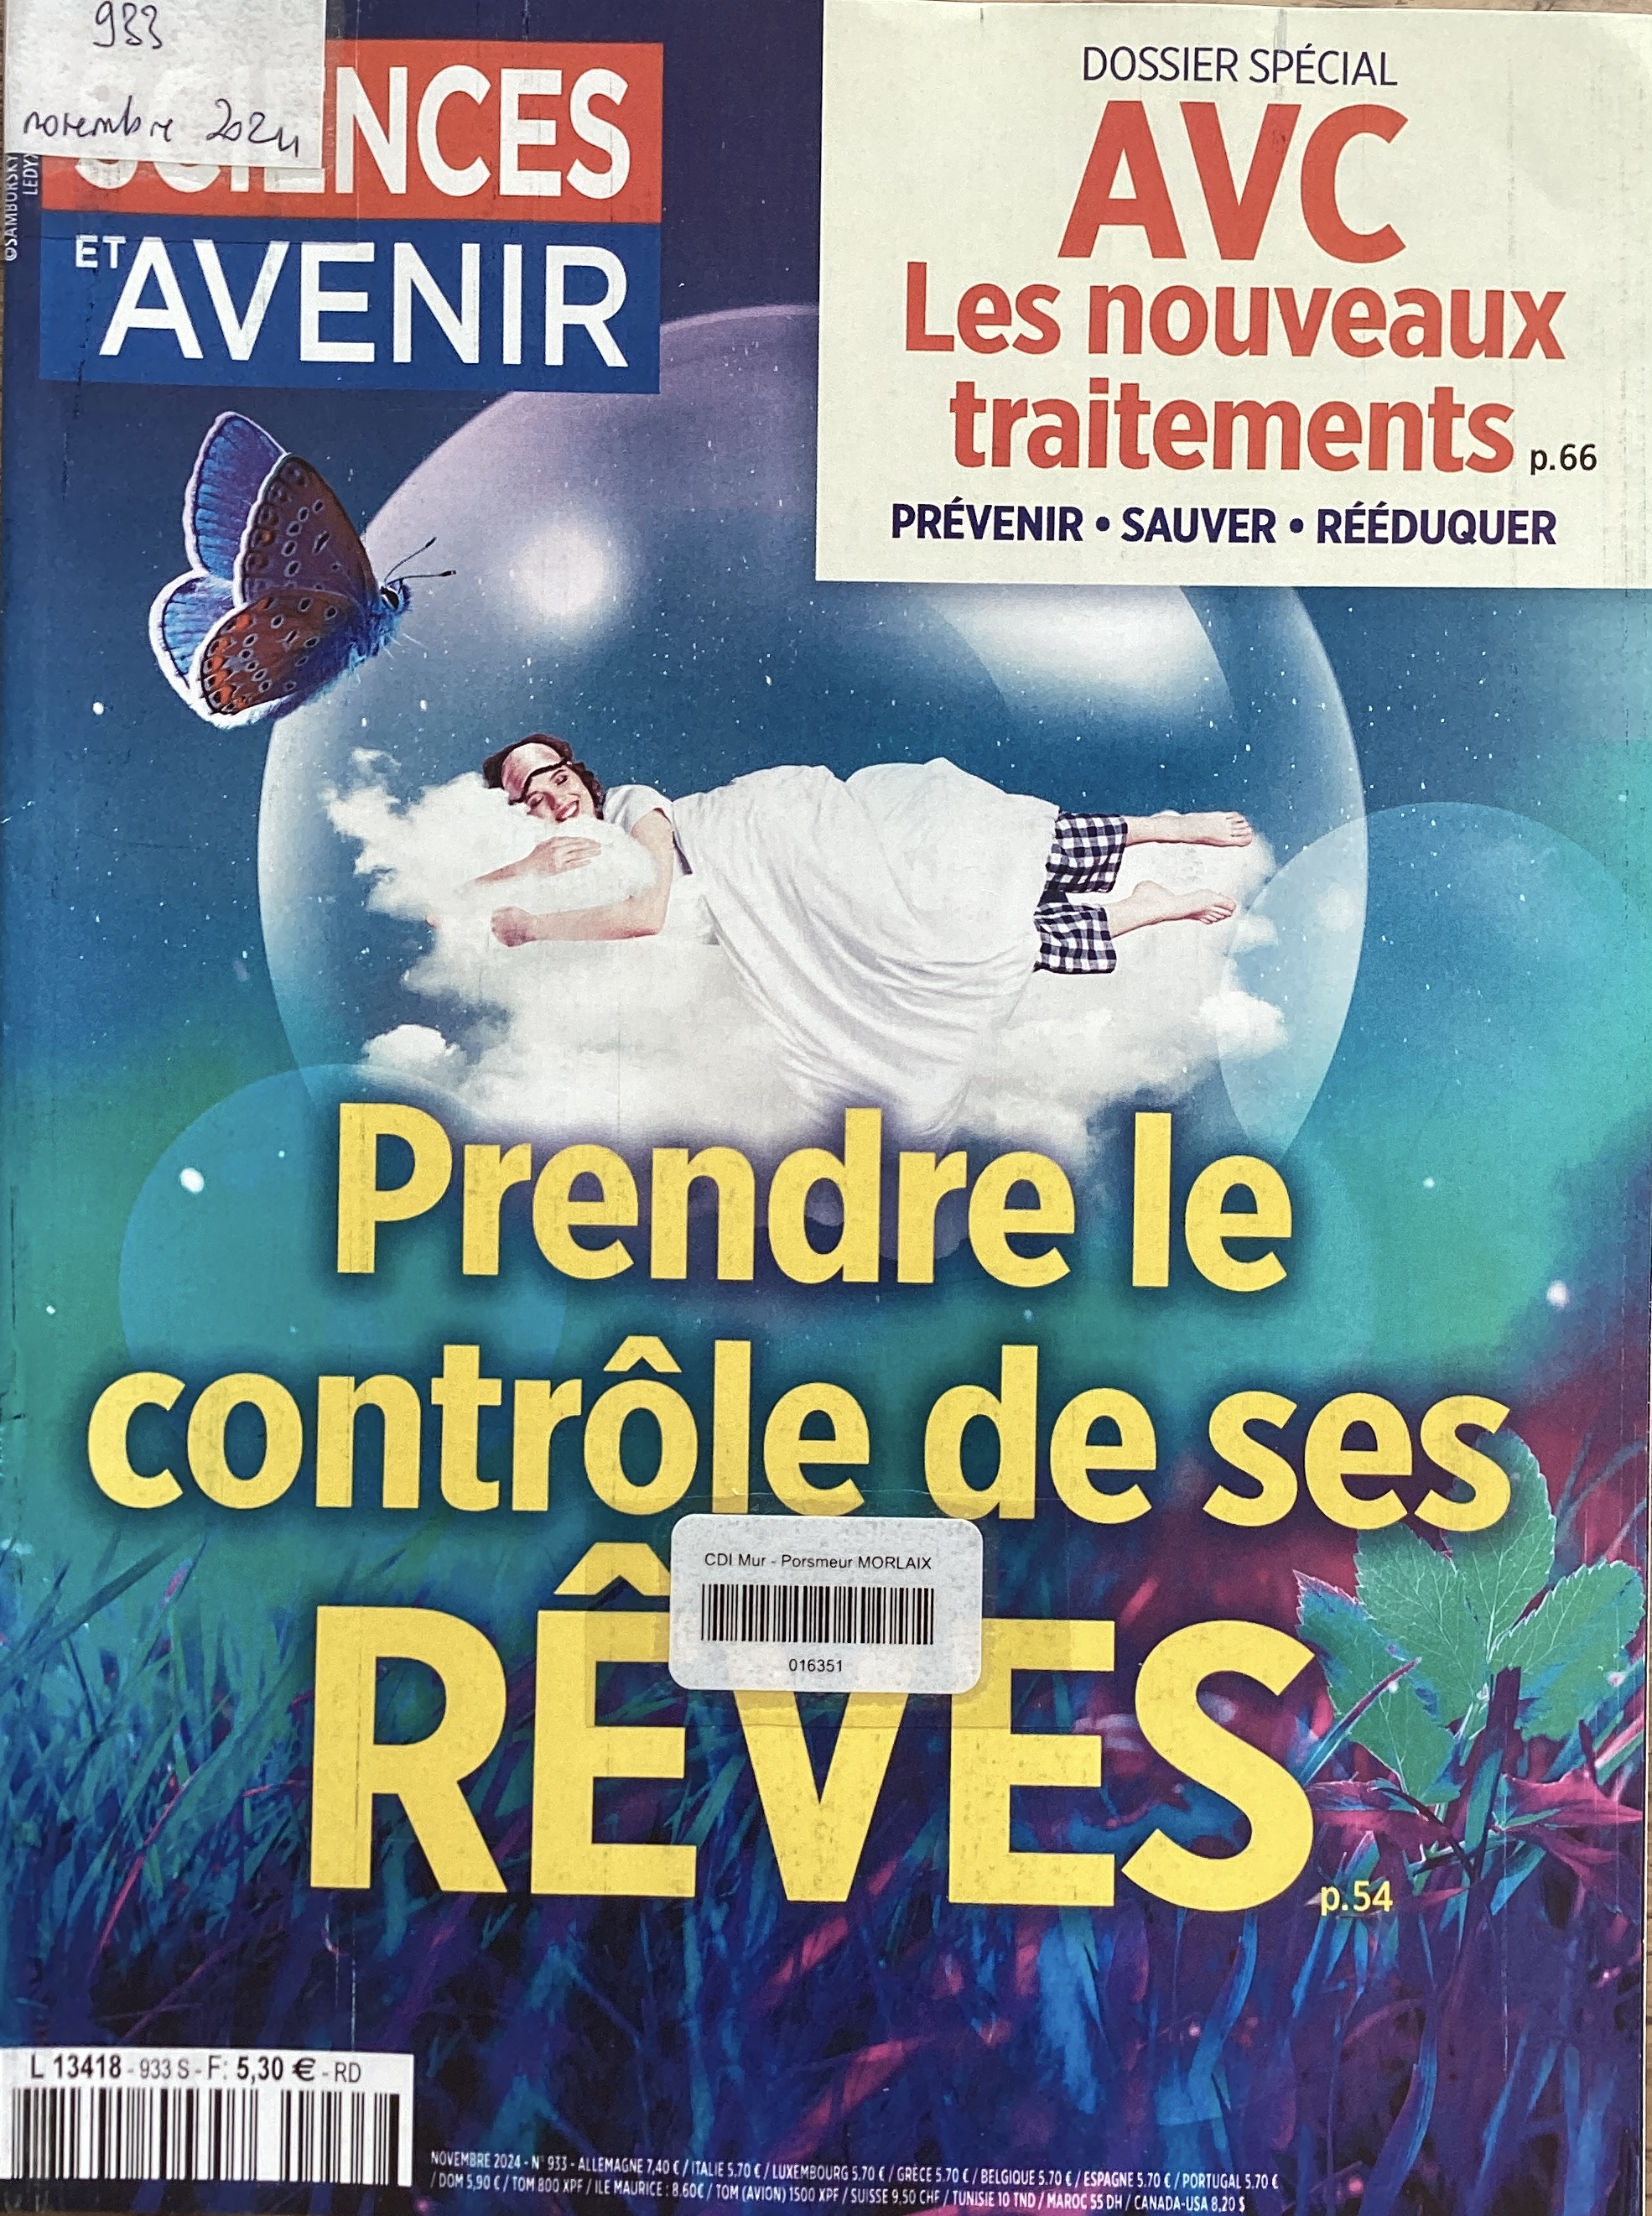 933
novembre 2024
©SAMBURSKY
SCIENCES
ET AVENIR
DOSSIER SPÉCIAL
AVC
Les nouveaux
traitements p.66
PRÉVENIR • SAUVER • RÉÉDUQUER
Prendre le
contrôle de ses
RÊVES
p.54
CDI Mur - Porsmeur MORLAIX
016351
L 13418 - 933 S - F: 5,30 € - RD
NOVEMBRE 2024 - N° 933 - ALLEMAGNE 7,40 € / ITALIE 5.70 € / LUXEMBOURG 5.70 € / GRÈCE 5.70 € / BELGIQUE 5.70 € / ESPAGNE 5.70 € / PORTUGAL 5.70 €
/ DOM 5,90 € / TOM 800 XPF / ILE MAURICE : 8.60€ / TOM (AVION) 1500 XPF / SUISSE 9,50 CHF / TUNISIE 10 TND / MAROC 55 DH / CANADA-USA 8,20 $